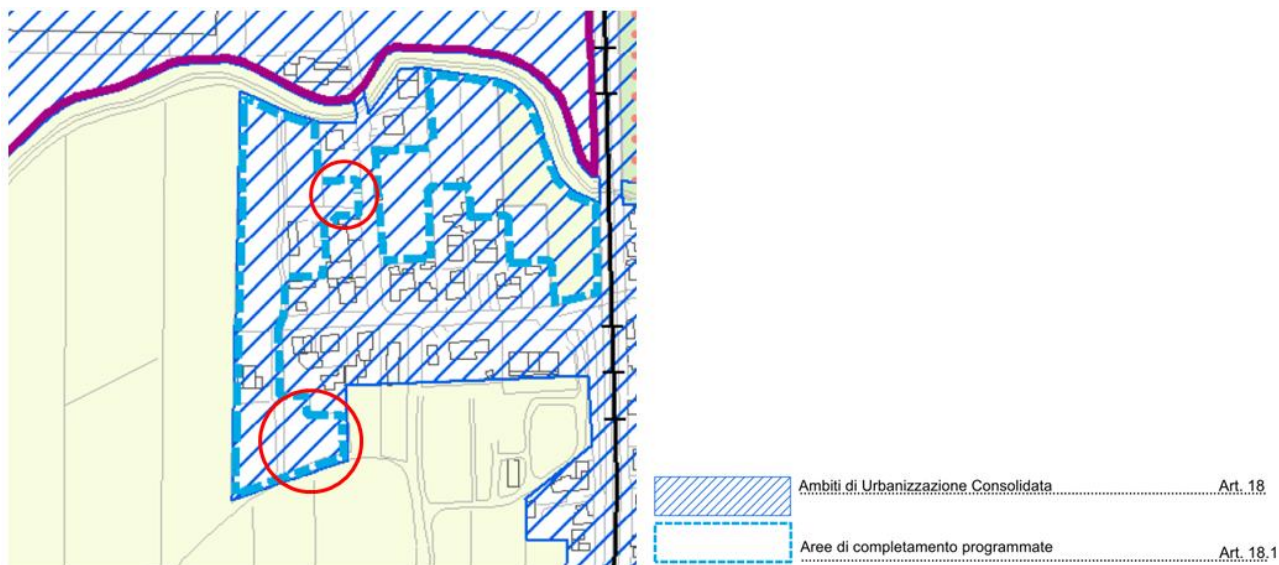 Ambiti di Urbanizzazione Consolidata Art. 18
Aree di completamento programmate Art. 18.1